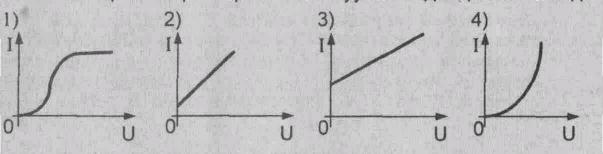 1) 2) 3) 4)
I I I I
0 0 0 0
U U U U